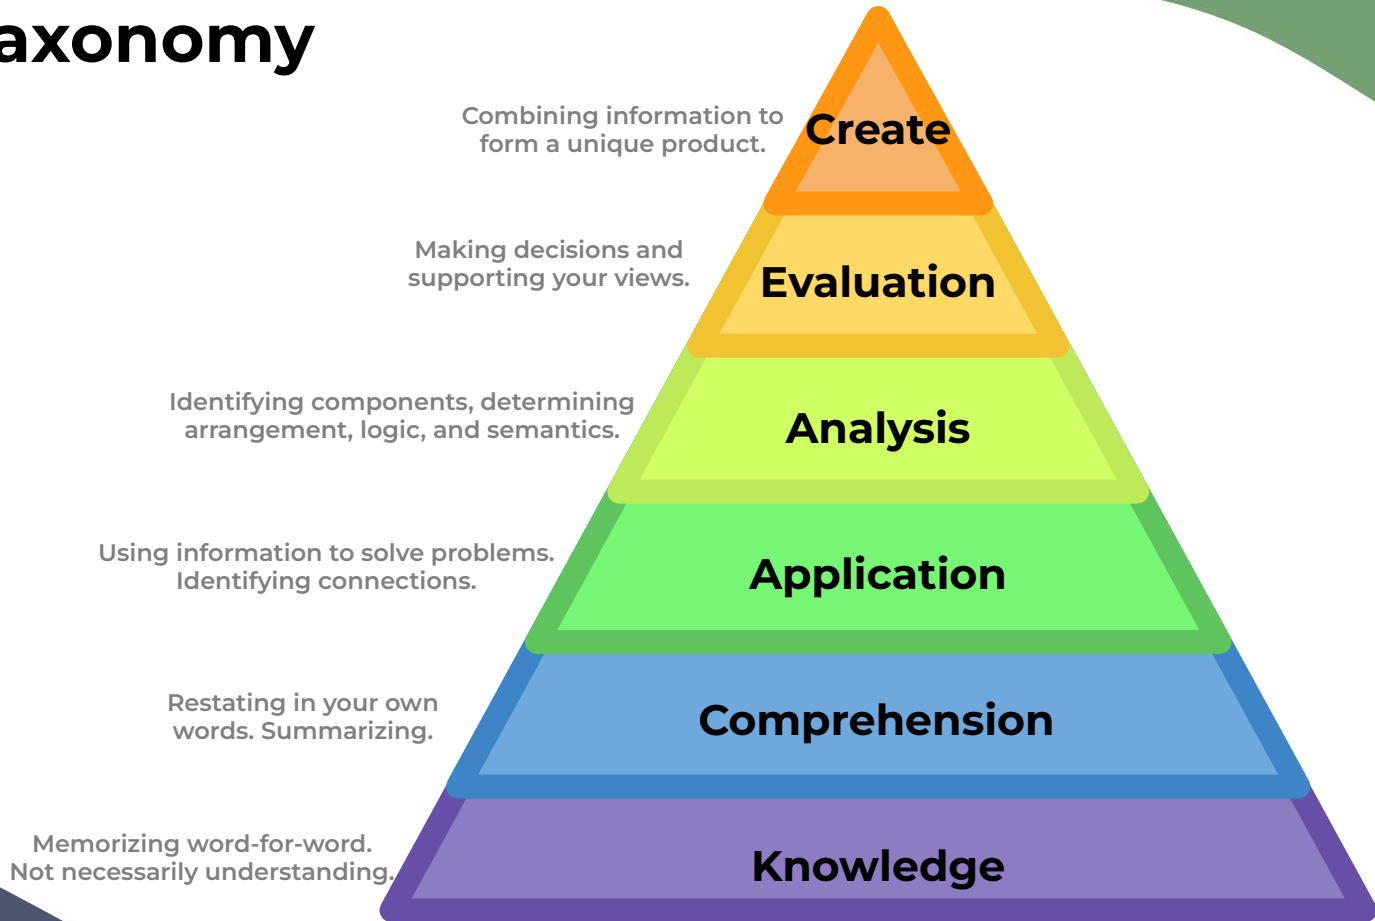 axonomy
Combining information to
form a unique product.
Create
Making decisions and
supporting your views.
Evaluation
Identifying components, determining
arrangement, logic, and semantics.
Analysis
Using information to solve problems.
Identifying connections.
Application
Restating in your own
words. Summarizing.
Comprehension
Memorizing word-for-word.
Not necessarily understanding.
Knowledge